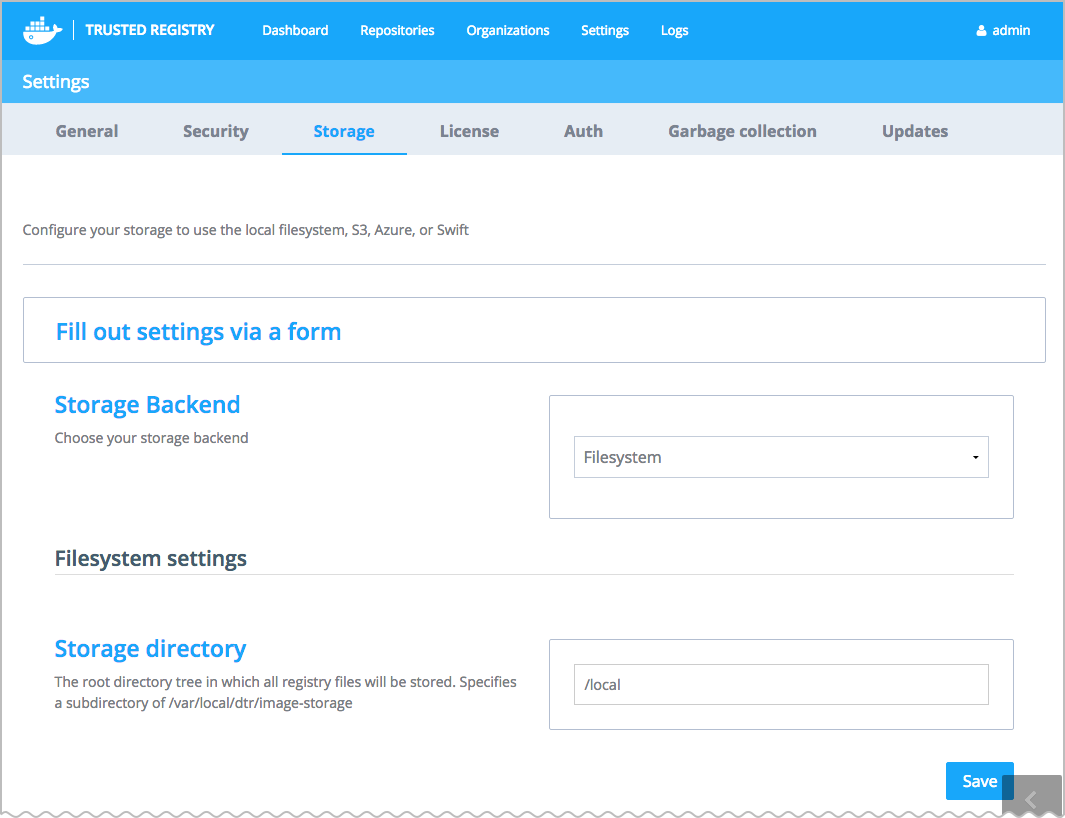 TRUSTED REGISTRY Dashboard Repositories Organizations Settings Logs admin
Settings
General Security Storage License Auth Garbage collection Updates
Configure your storage to use the local filesystem, S3, Azure, or Swift
Fill out settings via a form
Storage Backend
Choose your storage backend
Filesystem
Filesystem settings
Storage directory
The root directory tree in which all registry files will be stored. Specifies
a subdirectory of /var/local/dtr/image-storage
/local
Save